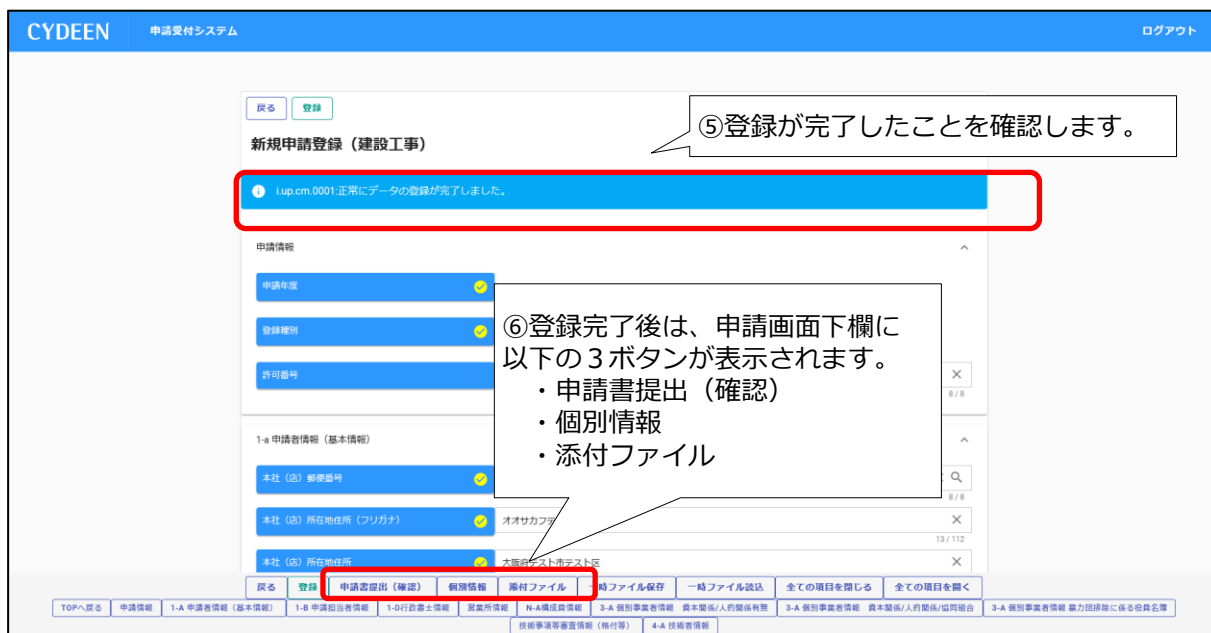 CYDEEN 申請受付システム ログアウト
戻る 登録
新規申請登録（建設工事）
⑤登録が完了したことを確認します。
i.up.cm.0001:正常にデータの登録が完了しました。
申請情報
申請年度
登録種別
許可番号
8 / 8
⑥登録完了後は、申請画面下欄に
以下の３ボタンが表示されます。
・申請書提出（確認）
・個別情報
・添付ファイル
1-a 申請者情報（基本情報）
本社（店）郵便番号
8 / 8
本社（店）所在地住所（フリガナ） オオサカフテ
13 / 112
本社（店）所在地住所 大阪府テスト市テスト区
戻る 登録 申請書提出（確認） 個別情報 添付ファイル 一時ファイル保存 一時ファイル読込 全ての項目を閉じる 全ての項目を開く
TOPへ戻る 申請情報 1-A 申請者情報（基本情報） 1-B 申請担当者情報 1-D行政書士情報 営業所情報 N-A構成員情報 3-A 個別事業者情報 資本関係/人的関係有無 3-A 個別事業者情報 資本関係/人的関係/協同組合 3-A 個別事業者情報 暴力団排除に係る役員名簿
技術事項等審査情報（格付等） 4-A 技術者情報